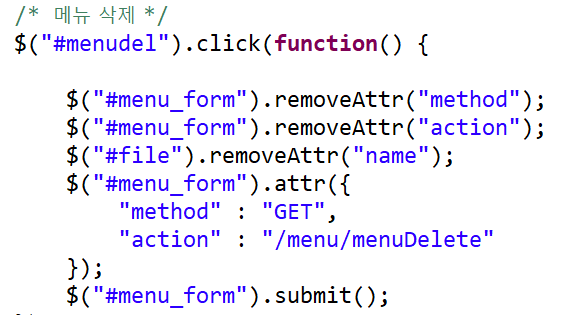 /* 메뉴 삭제 */
$("#menudel").click(function() {
$("#menu_form").removeAttr("method");
$("#menu_form").removeAttr("action");
$("#file").removeAttr("name");
$("#menu_form").attr({
"method" : "GET",
"action" : "/menu/menuDelete"
});
$("#menu_form").submit();